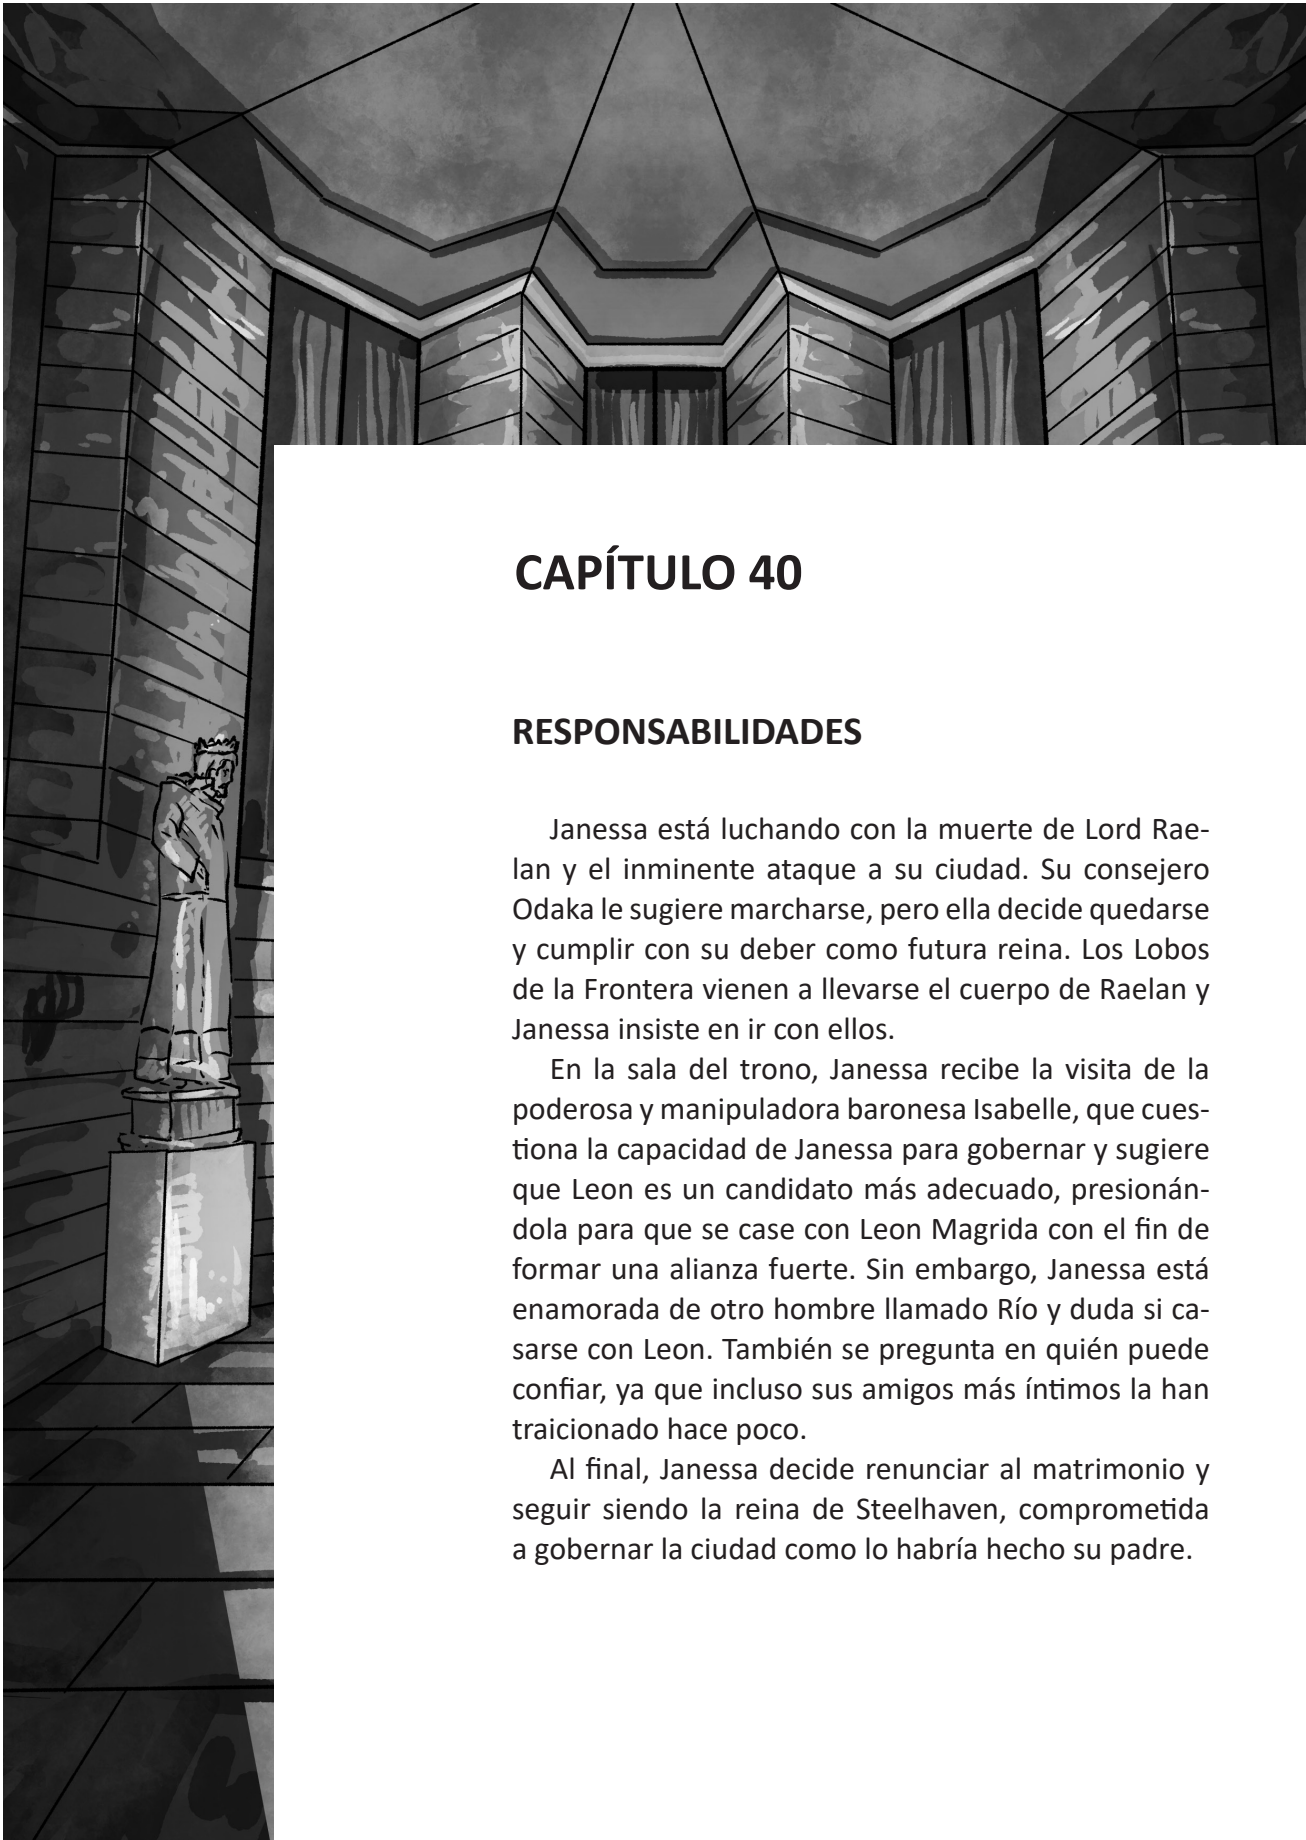 CAPÍTULO 40
RESPONSABILIDADES
Janessa está luchando con la muerte de Lord Rae-
lan y el inminente ataque a su ciudad. Su consejero
Odaka le sugiere marcharse, pero ella decide quedarse
y cumplir con su deber como futura reina. Los Lobos
de la Frontera vienen a llevarse el cuerpo de Raelan y
Janessa insiste en ir con ellos.
En la sala del trono, Janessa recibe la visita de la
poderosa y manipuladora baronesa Isabelle, que cues-
tiona la capacidad de Janessa para gobernar y sugiere
que Leon es un candidato más adecuado, presionán-
dola para que se case con Leon Magrida con el fin de
formar una alianza fuerte. Sin embargo, Janessa está
enamorada de otro hombre llamado Río y duda si ca-
sarse con Leon. También se pregunta en quién puede
confiar, ya que incluso sus amigos más íntimos la han
traicionado hace poco.
Al final, Janessa decide renunciar al matrimonio y
seguir siendo la reina de Steelhaven, comprometida
a gobernar la ciudad como lo habría hecho su padre.